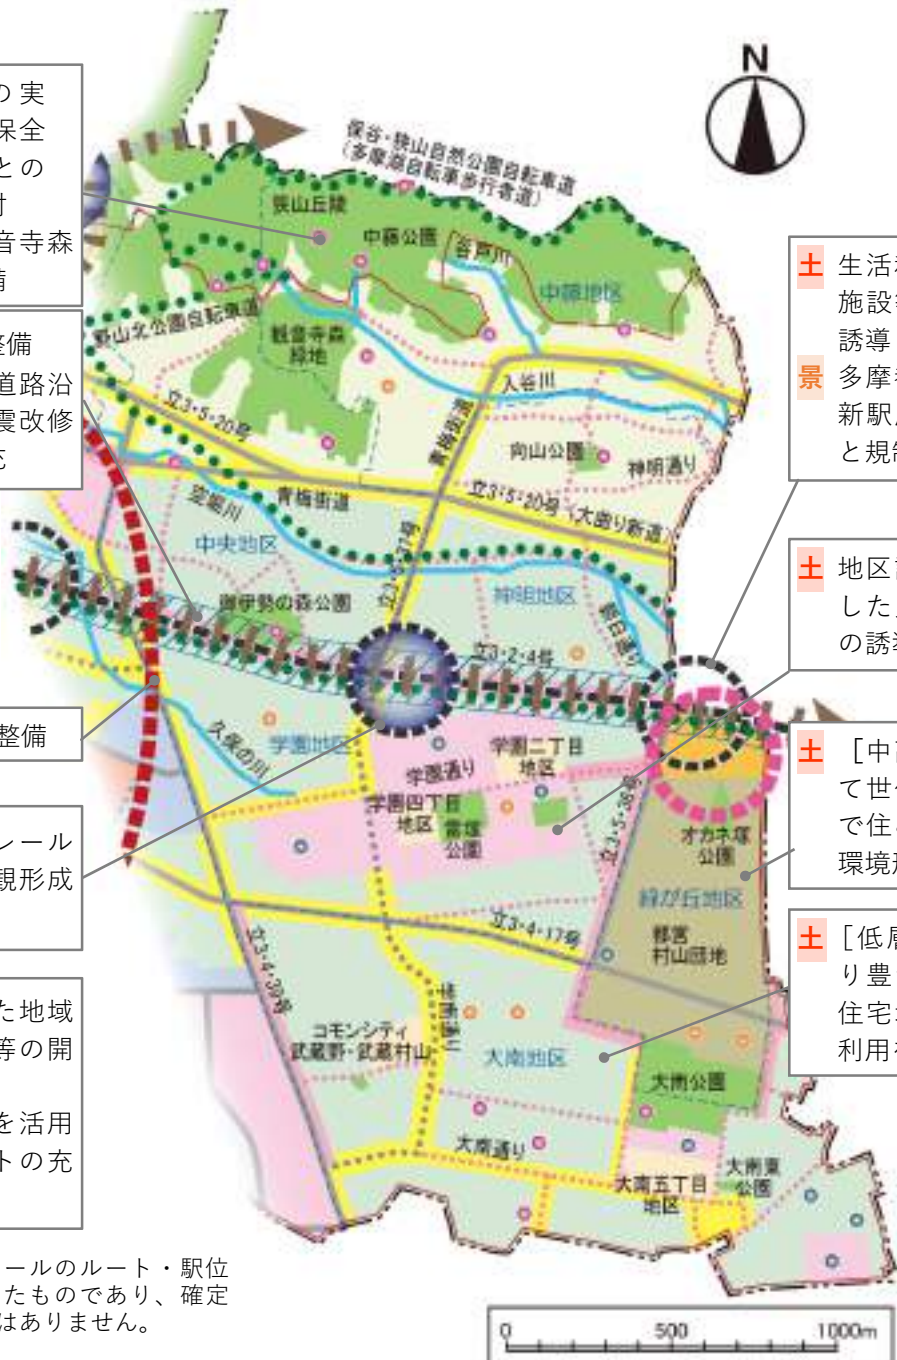 の実
保全
との
討
音寺森
備
整備
道路沿
震改修
充
整備
レール
観形成
た地域
等の開
を活用
トの充
ールのルート・駅位
たものであり、確定
はありません。
N
保谷・狭山自然公園自転車道
（多摩湖自転車歩行者道）
狭山丘陵
中藤公園
谷戸川
中藤地区
野山北公園自転車道
観音寺森
緑地
入谷川
立3・5・20号
青梅街道
向山公園
神明通り
立3・5・20号（大曲り新道）
空堀川
青梅街道
中央地区
御伊勢の森公園
神明地区
立3・2・4号
久保の川
学園地区
学園通り
学園二丁目
地区
学園四丁目
地区
雷塚
公園
立3・5・38号
オカネ塚
公園
緑が丘地区
都営
村山団地
立3・4・17号
立3・4・39号
コモンシティ
武蔵野・武蔵村山
大南地区
大南公園
大南通り
大南五丁目
地区
大南東
公園
土 生活
施設
誘導
景 多摩
新駅
と規制
土 地区
した
の誘導
土 ［中
て世
で住
環境
土 ［低層
り豊
住宅
利用
0 500 1000m